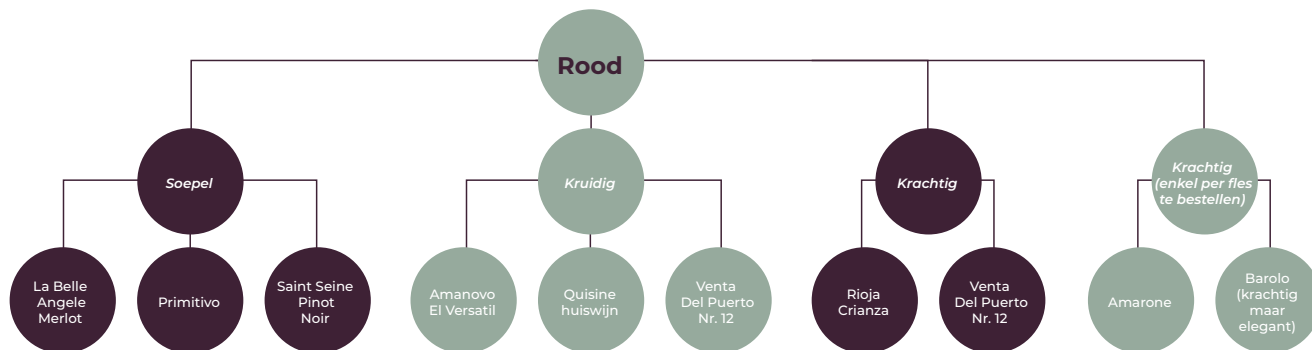 Rood
Soepel
Kruidig
Krachtig
Krachtig
(enkel per fles
te bestellen)
La Belle
Angele
Merlot
Primitivo
Saint Seine
Pinot
Noir
Amanovo
El Versatil
Quisine
huiswijn
Venta
Del Puerto
Nr. 12
Rioja
Crianza
Venta
Del Puerto
Nr. 12
Amarone
Barolo
(krachtig
maar
elegant)